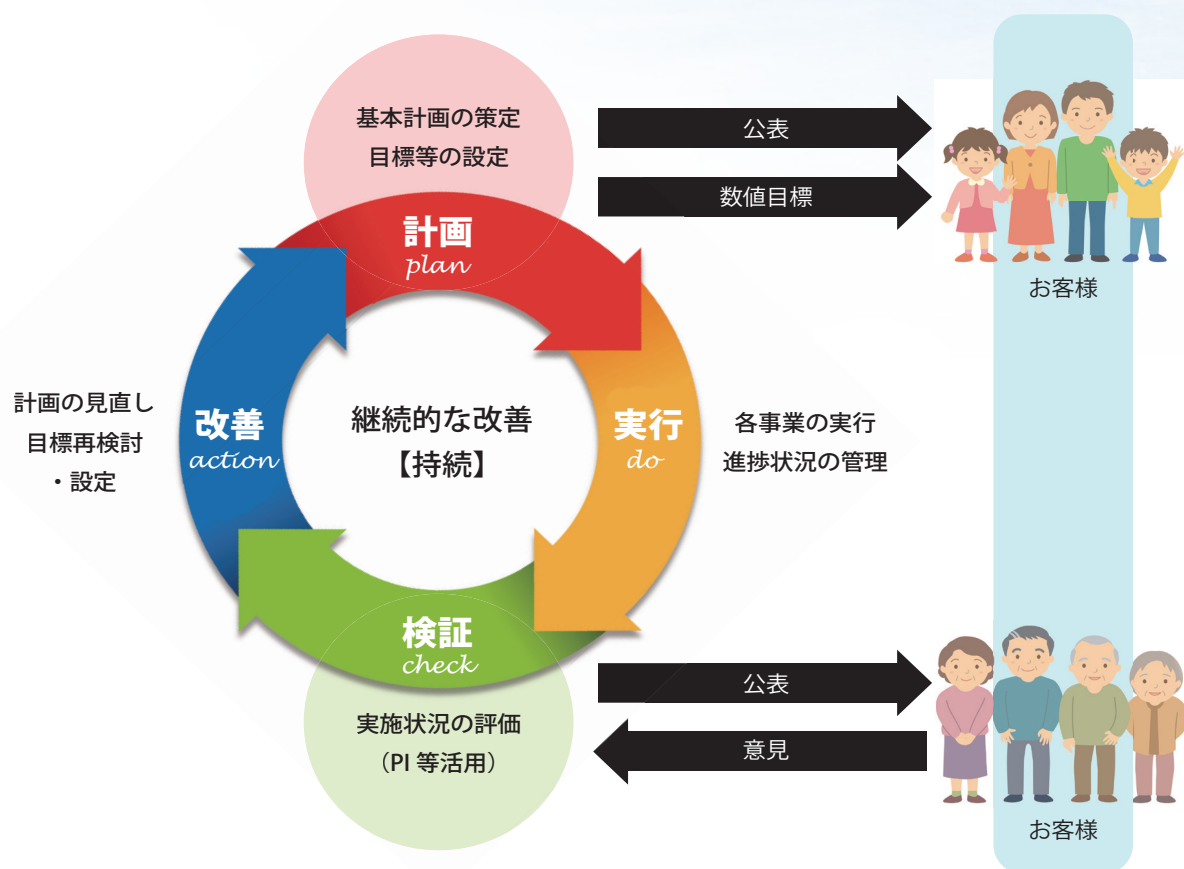 基本計画の策定
目標等の設定
公表
数値目標
計画
plan
お客様
計画の見直し
目標再検討
・設定
改善
action
継続的な改善
【持続】
実行
do
各事業の実行
進捗状況の管理
検証
check
実施状況の評価
（PI 等活用）
公表
意見
お客様